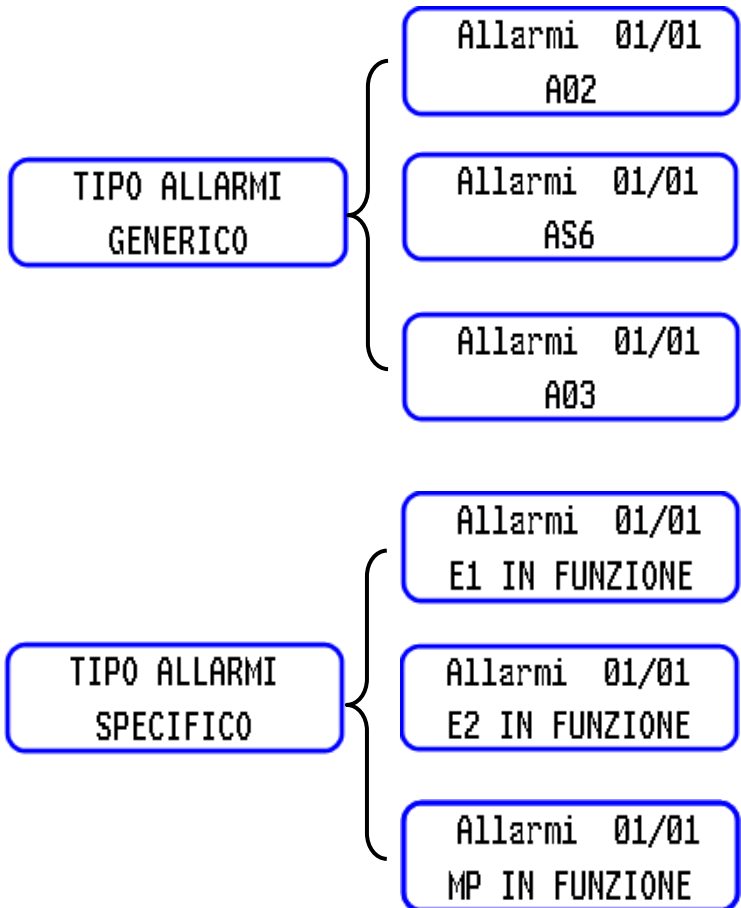 Allarmi 01/01
A02
TIPO ALLARMI
GENERICO
Allarmi 01/01
AS6
Allarmi 01/01
A03
Allarmi 01/01
E1 IN FUNZIONE
TIPO ALLARMI
SPECIFICO
Allarmi 01/01
E2 IN FUNZIONE
Allarmi 01/01
MP IN FUNZIONE